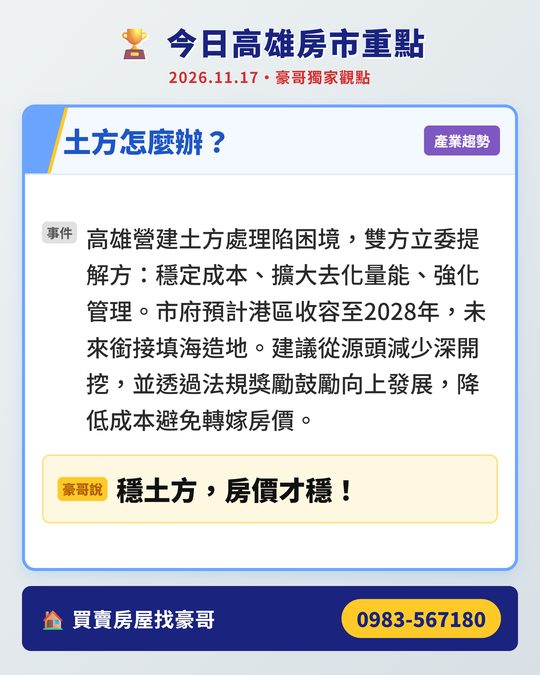 今日高雄房市重點
2026.11.17・豪哥獨家觀點
土方怎麼辦？
產業趨勢
事件
高雄營建土方處理陷困境，雙方立委提
解方：穩定成本、擴大去化量能、強化
管理。市府預計港區收容至2028年，未
來銜接填海造地。建議從源頭減少深開
挖，並透過法規獎勵鼓勵向上發展，降
低成本避免轉嫁房價。
豪哥說
穩土方，房價才穩！
買賣房屋找豪哥
0983-567180